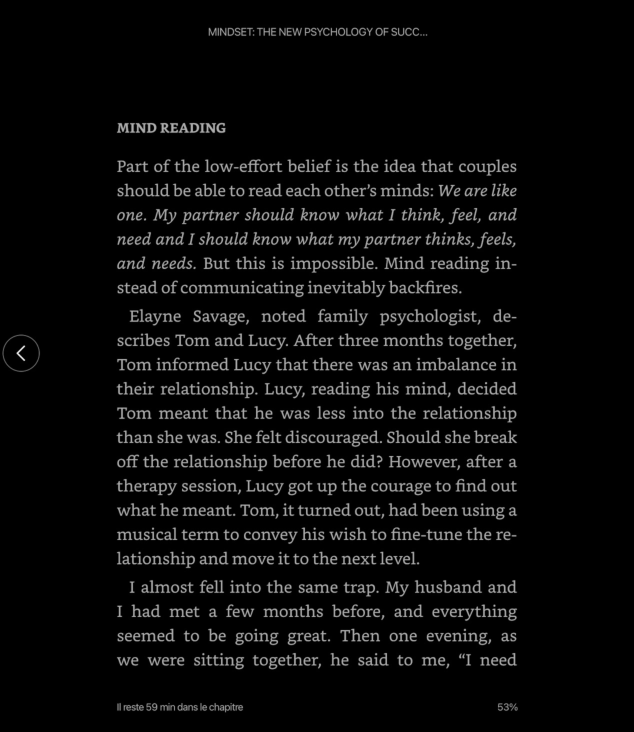 MINDSET: THE NEW PSYCHOLOGY OF SUCC...
MIND READING
Part of the low-effort belief is the idea that couples
should be able to read each other's minds: We are like
one. My partner should know what I think, feel, and
need and I should know what my partner thinks, feels,
and needs. But this is impossible. Mind reading in-
stead of communicating inevitably backfires.
Elayne Savage, noted family psychologist, de-
scribes Tom and Lucy. After three months together,
Tom informed Lucy that there was an imbalance in
their relationship. Lucy, reading his mind, decided
Tom meant that he was less into the relationship
than she was. She felt discouraged. Should she break
off the relationship before he did? However, after a
therapy session, Lucy got up the courage to find out
what he meant. Tom, it turned out, had been using a
musical term to convey his wish to fine-tune the re-
lationship and move it to the next level.
I almost fell into the same trap. My husband and
I had met a few months before, and everything
seemed to be going great. Then one evening, as
we were sitting together, he said to me, “I need
Il reste 59 min dans le chapitre
53%